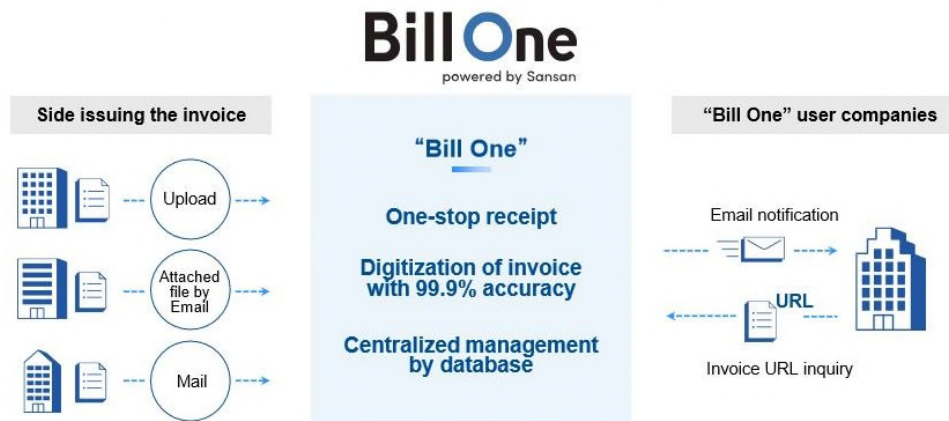 Bill One
powered by Sansan
Side issuing the invoice
Upload
Attached
file by
Email
Mail
“Bill One”
One-stop receipt
Digitization of invoice
with 99.9% accuracy
Centralized management
by database
“Bill One” user companies
Email notification
URL
Invoice URL inquiry